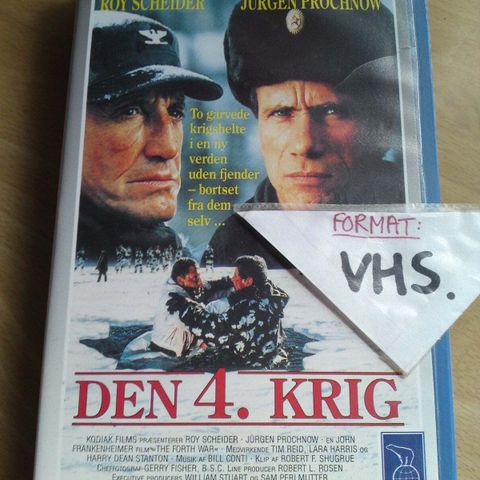 ROY SCHEIDER JÜRGEN PROCHNOW
To garvede
krigshelte
i en ny
verden
uden fjender
– bortset
fra dem
selv ...
FORMAT:
VHS.
DEN 4. KRIG
KODIAK FILMS PRÆSENTERER ROY SCHEIDER · JÜRGEN PROCHNOW · EN JOHN
FRANKENHEIMER FILM »THE FORTH WAR« · MEDVIRKENDE TIM REID, LARA HARRIS OG
HARRY DEAN STANTON · MUSIK AF BILL CONTI · KLIP AF ROBERT F. SHUGRUE
CHEFFOTOGRAF GERRY FISHER, B.S.C. LINE PRODUCER ROBERT L. ROSEN
EXECUTIVE PRODUCERS WILLIAM STUART OG SAM PERLMUTTER